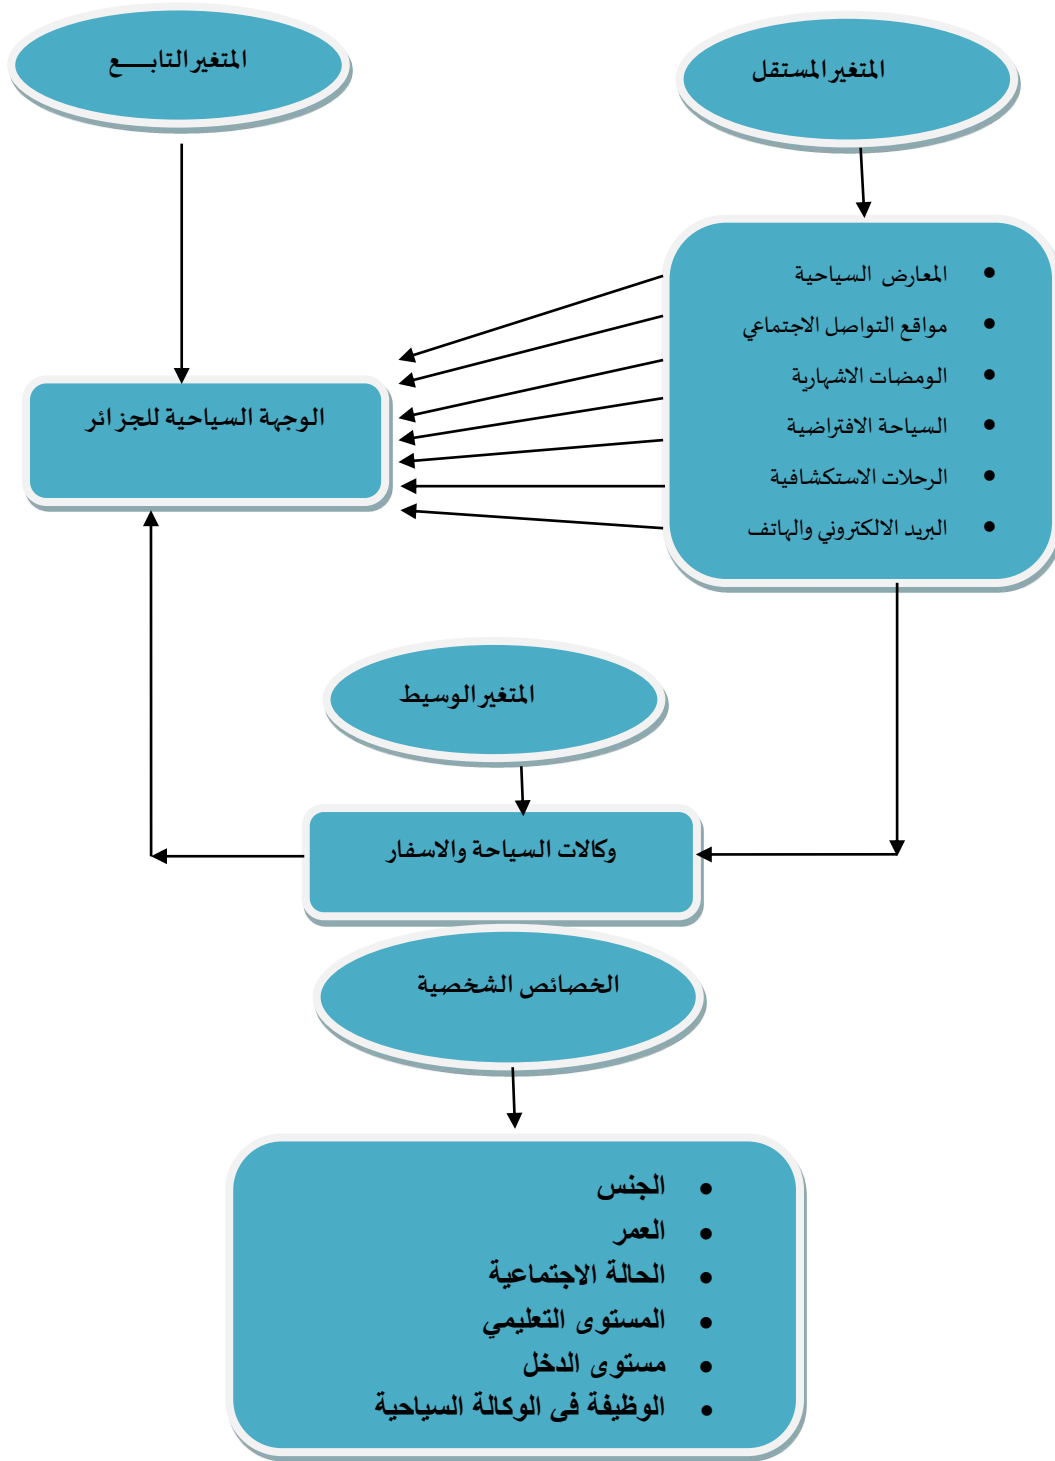 المتغير المستقل
المتغير التابـــــع
• المعارض السياحية
• مواقع التواصل الاجتماعي
• الومضات الاشهارية
• السياحة الافتراضية
• الرحلات الاستكشافية
• البريد الالكتروني والهاتف
الوجهة السياحية للجزائر
المتغير الوسيط
وكالات السياحة والاسفار
الخصائص الشخصية
• الجنس
• العمر
• الحالة الاجتماعية
• المستوى التعليمي
• مستوى الدخل
• الوظيفة فى الوكالة السياحية